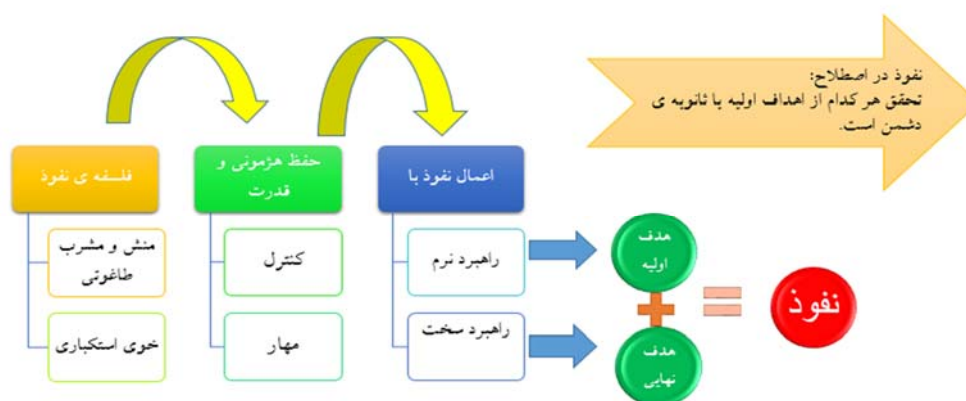 نفوذ در اصطلاح:
تحقق هر کدام از اهداف اولیه یا ثانویه ی
دشمن است.
فلسفه ی نفوذ
منش و مشرب
طاغوتی
خوی استکباری
حفظ هژمونی و
قدرت
کنترل
مهار
اعمال نفوذ با
راهبرد نرم
راهبرد سخت
هدف
اولیه
+
هدف
نهایی
=
نفوذ